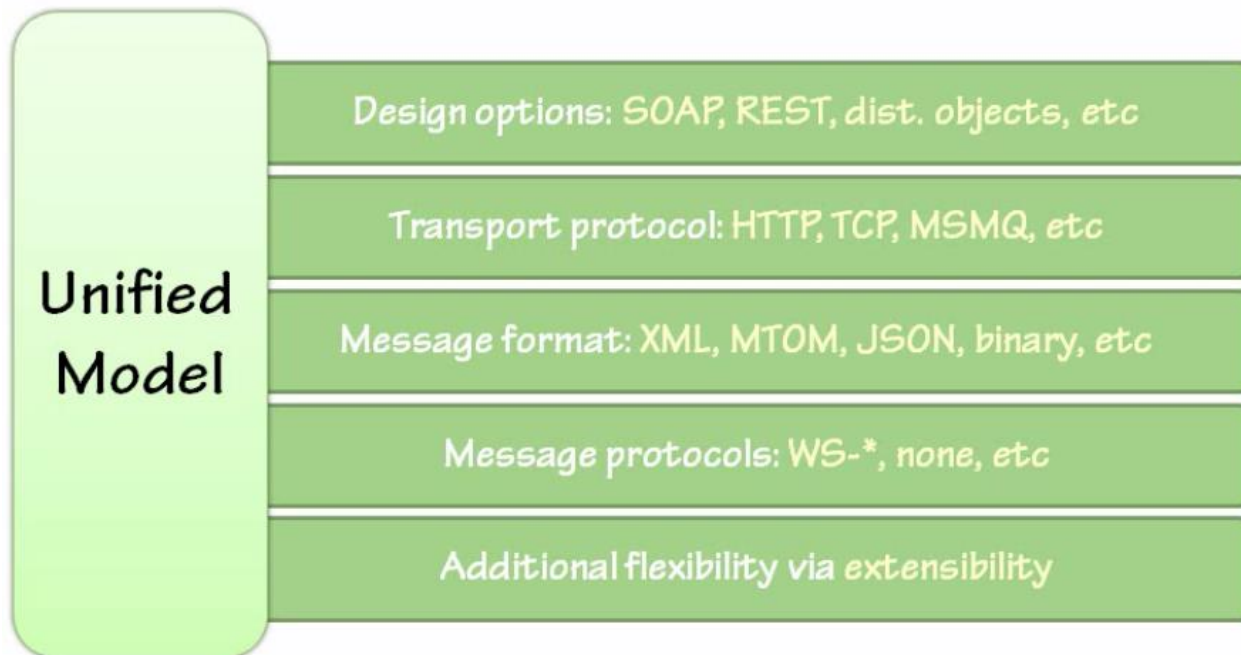 Unified
Model
Design options: SOAP, REST, dist. objects, etc
Transport protocol: HTTP, TCP, MSMQ, etc
Message format: XML, MTOM, JSON, binary, etc
Message protocols: WS-*, none, etc
Additional flexibility via extensibility